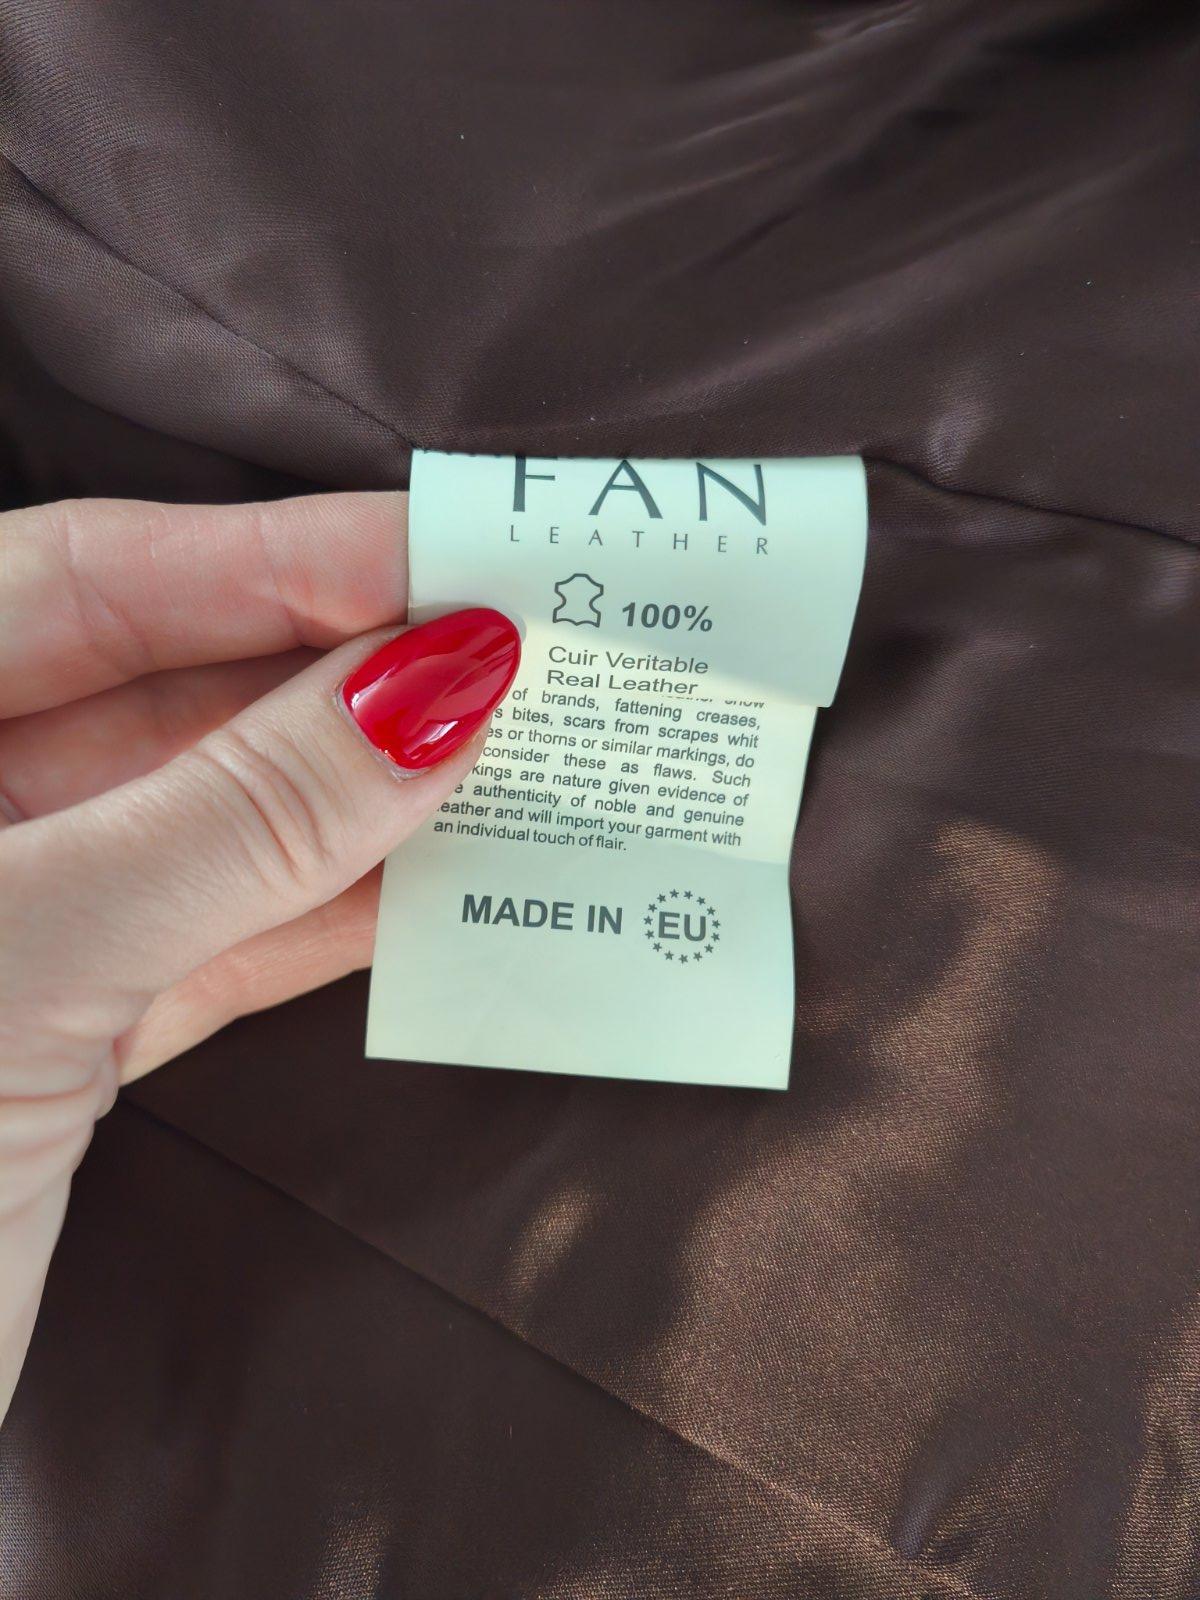 FAN
LEATHER
100%
Cuir Veritable
Real Leather
show
of brands, fattening creases,
bites, scars from scrapes whit
or thorns or similar markings, do
consider these as flaws. Such
are nature given evidence of
authenticity of noble and genuine
leather and will import your garment with
an individual touch of flair.
MADE IN EU